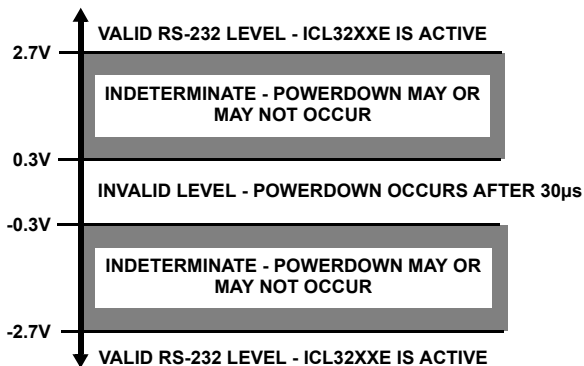 VALID RS-232 LEVEL - ICL32XXE IS ACTIVE
2.7V
INDETERMINATE - POWERDOWN MAY OR
MAY NOT OCCUR
0.3V
INVALID LEVEL - POWERDOWN OCCURS AFTER 30µs
-0.3V
INDETERMINATE - POWERDOWN MAY OR
MAY NOT OCCUR
-2.7V
VALID RS-232 LEVEL - ICL32XXE IS ACTIVE